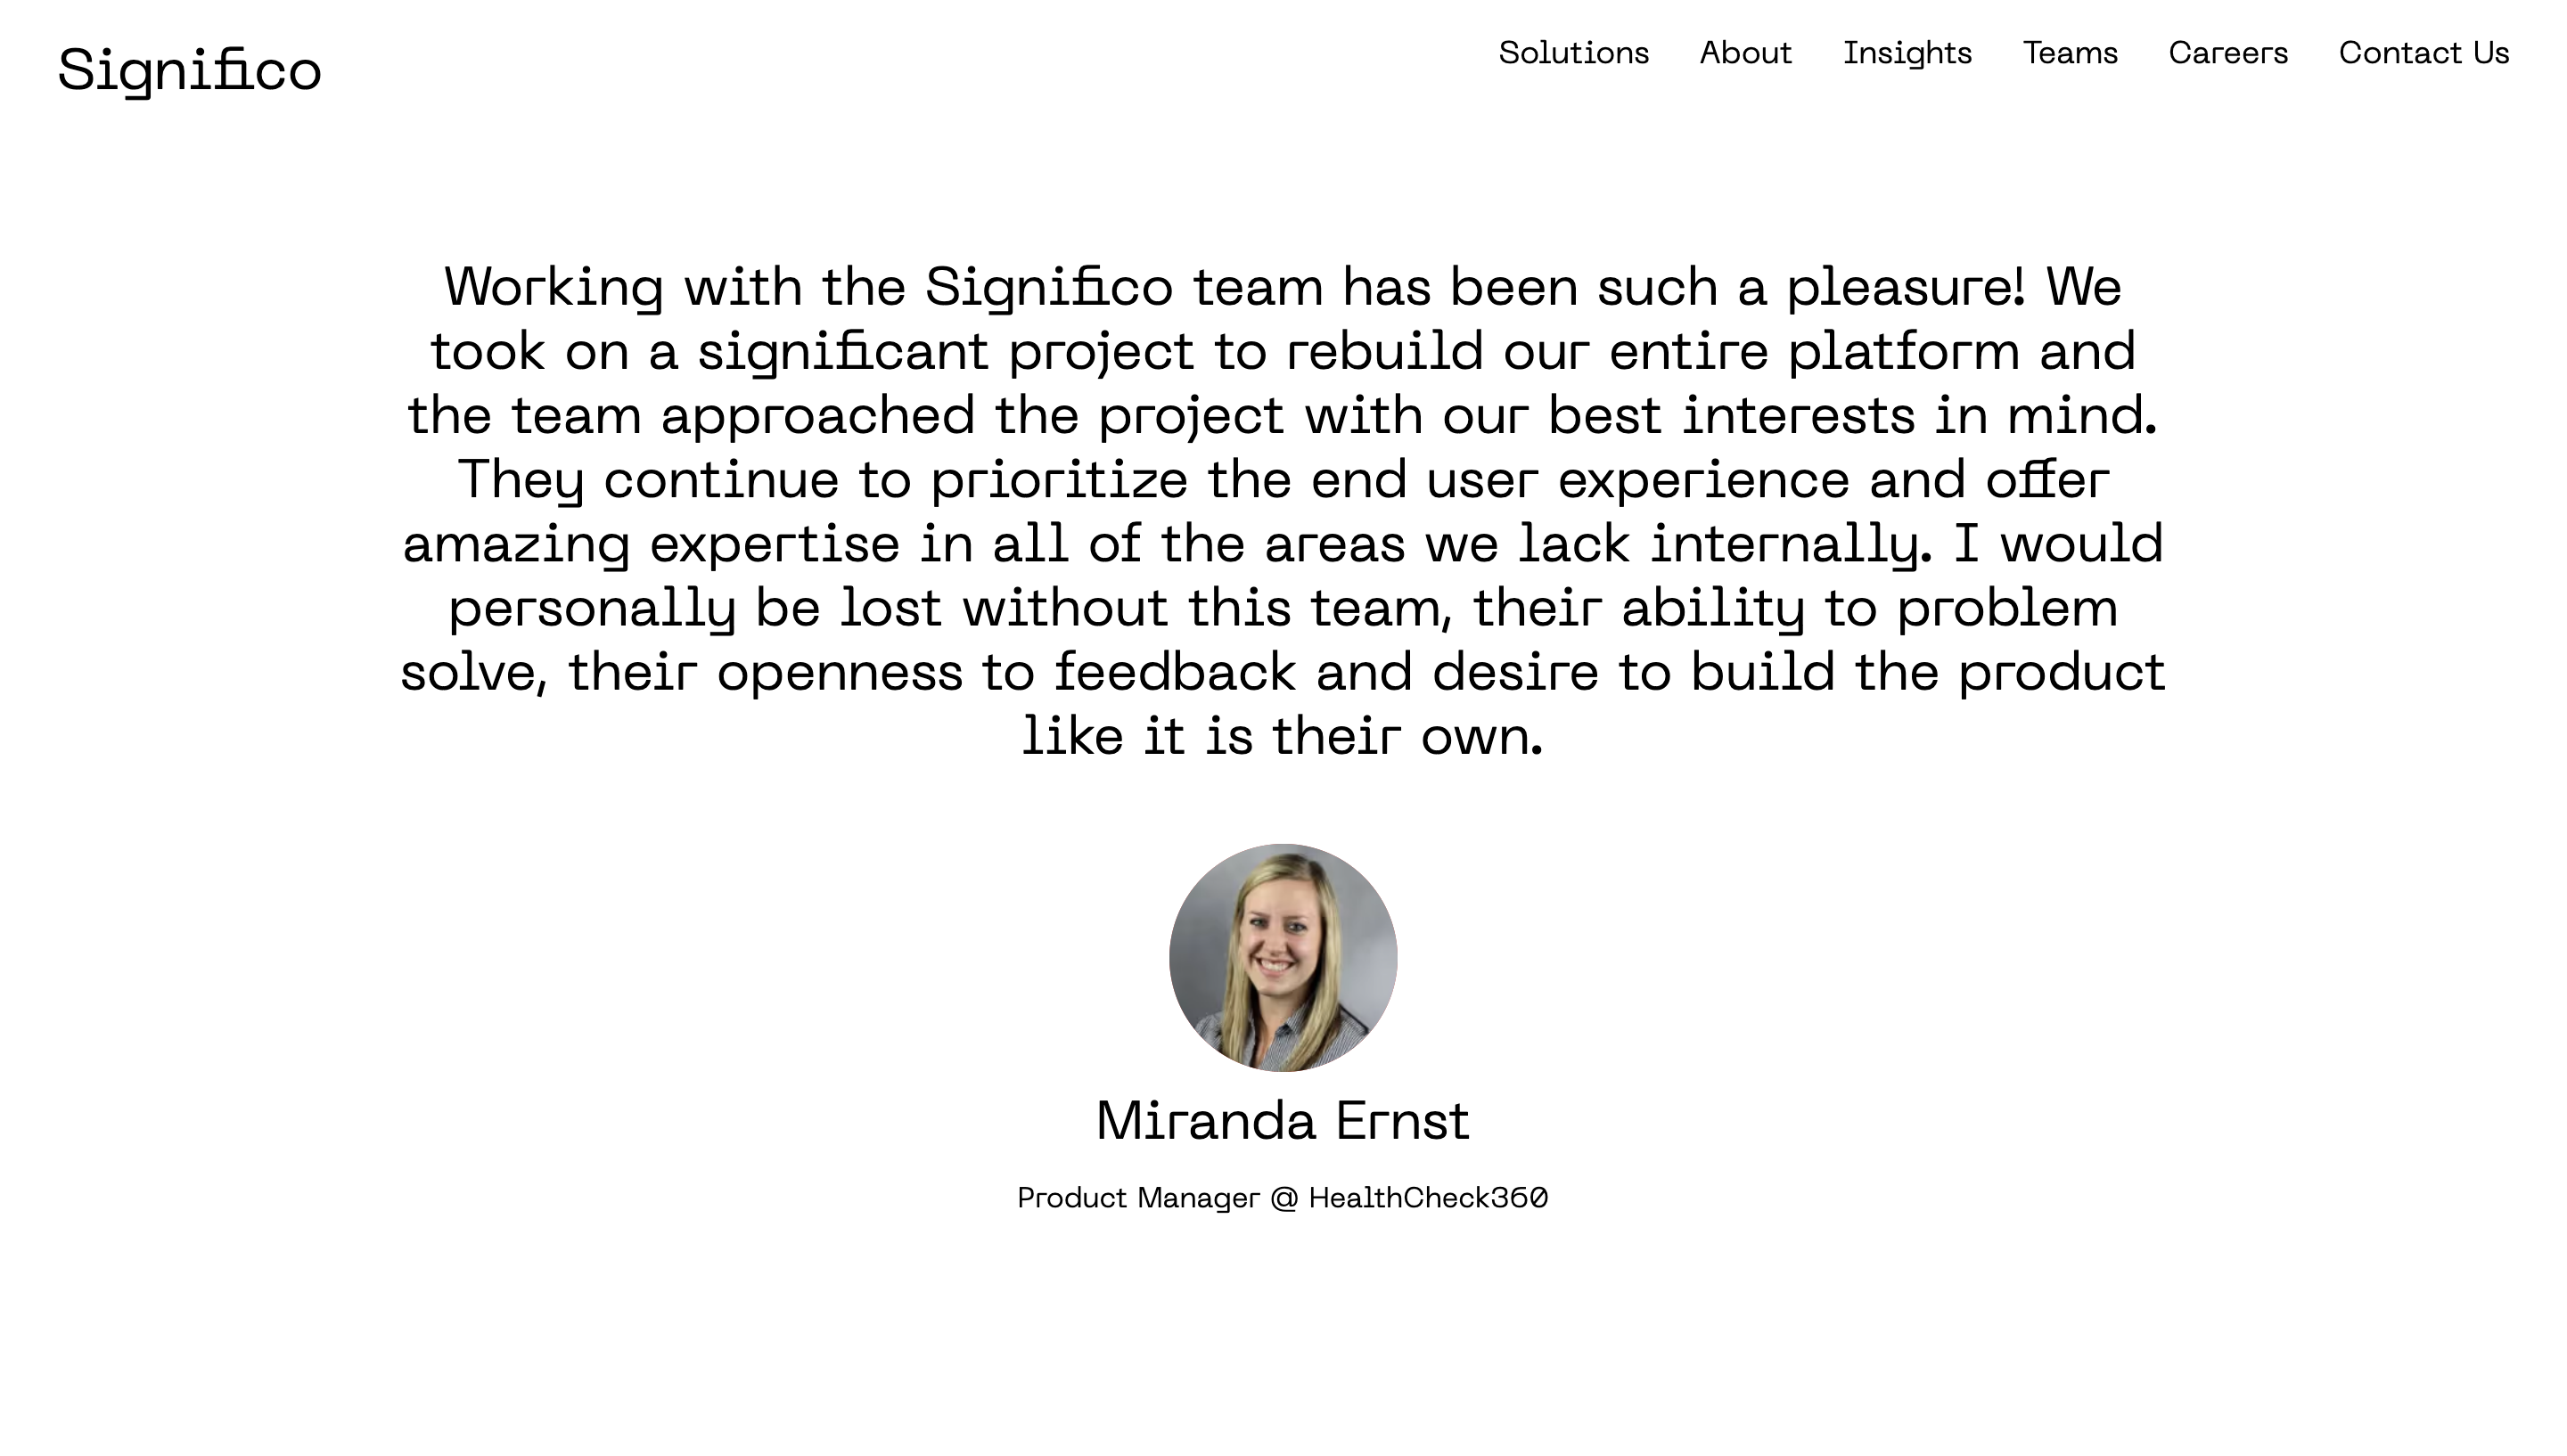 Significo
Solutions About Insights Teams Careers Contact Us
Working with the Significo team has been such a pleasure! We
took on a significant project to rebuild our entire platform and
the team approached the project with our best interests in mind.
They continue to prioritize the end user experience and offer
amazing expertise in all of the areas we lack internally. I would
personally be lost without this team, their ability to problem
solve, their openness to feedback and desire to build the product
like it is their own.
Miranda Ernst
Product Manager @ HealthCheck360